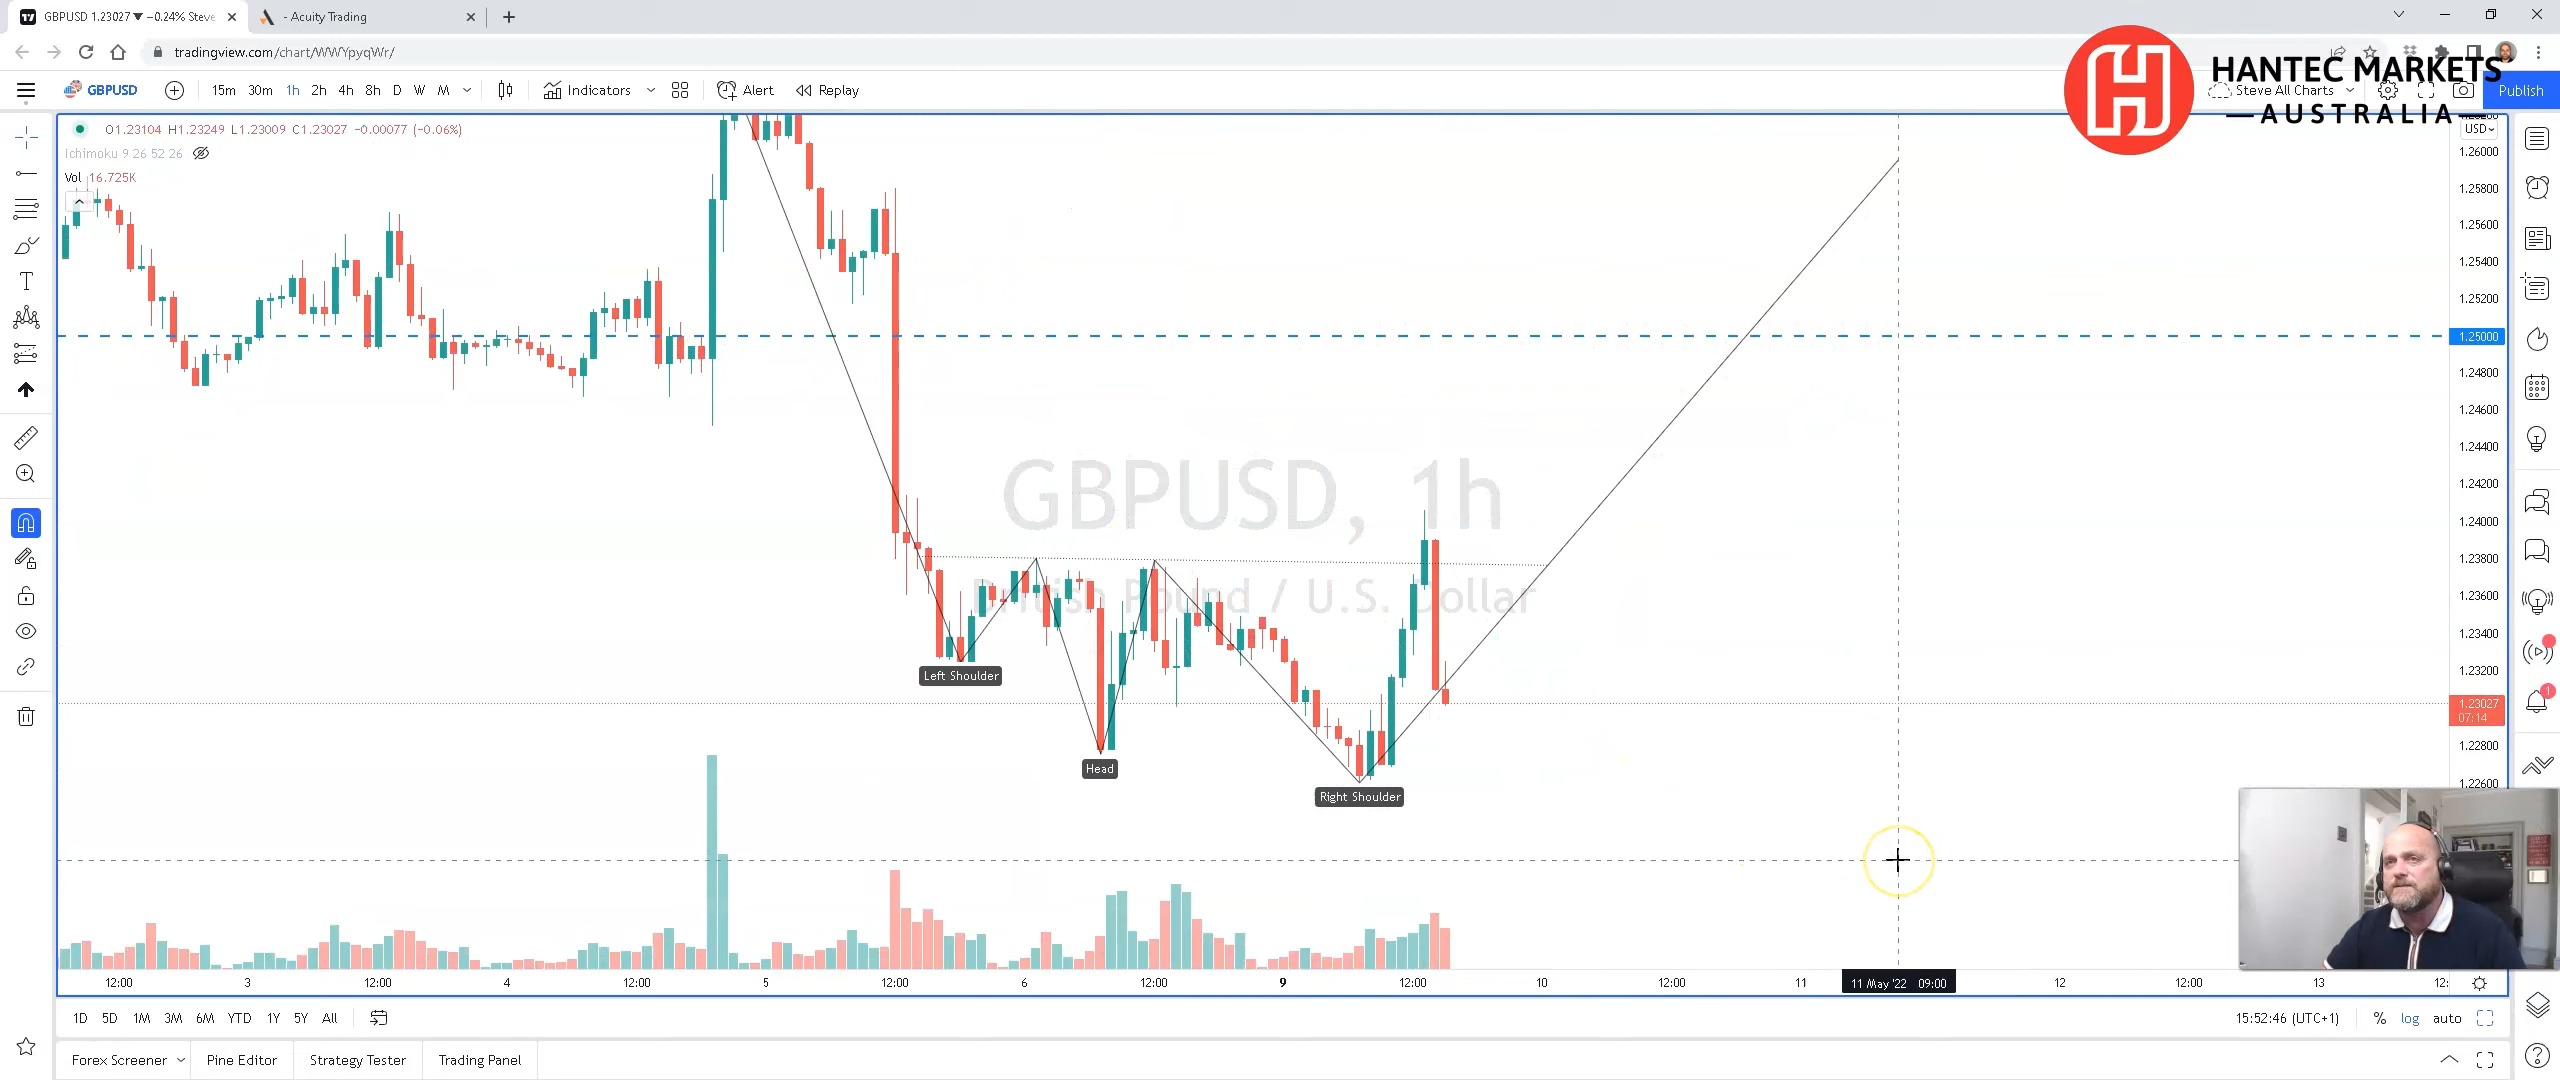 GBPUSD 1.23027 ▼ −0.24% Steve
- Acuity Trading
tradingview.com/chart/WWYpyqWr/
HANTEC MARKETS
— AUSTRALIA —
GBPUSD
15m 30m 1h 2h 4h 8h D W M
Indicators
Alert
Replay
Steve All Charts
Publish
O1.23104 H1.23249 L1.23009 C1.23027 −0.00077 (−0.06%)
Ichimoku 9 26 52 26
Vol 16.725K
USD
1.26000
1.25800
1.25600
1.25400
1.25200
1.25000
1.24800
1.24600
1.24400
1.24200
1.24000
1.23800
1.23600
1.23400
1.23200
1.23027
07:14
1.22800
1.22600
GBPUSD, 1h
British Pound / U.S. Dollar
Left Shoulder
Head
Right Shoulder
12:00 3 12:00 4 12:00 5 12:00 6 12:00 9 12:00 10 12:00 11 11 May '22 09:00 12 12:00 13 12:
1D 5D 1M 3M 6M YTD 1Y 5Y All
15:52:46 (UTC+1) % log auto
Forex Screener Pine Editor Strategy Tester Trading Panel